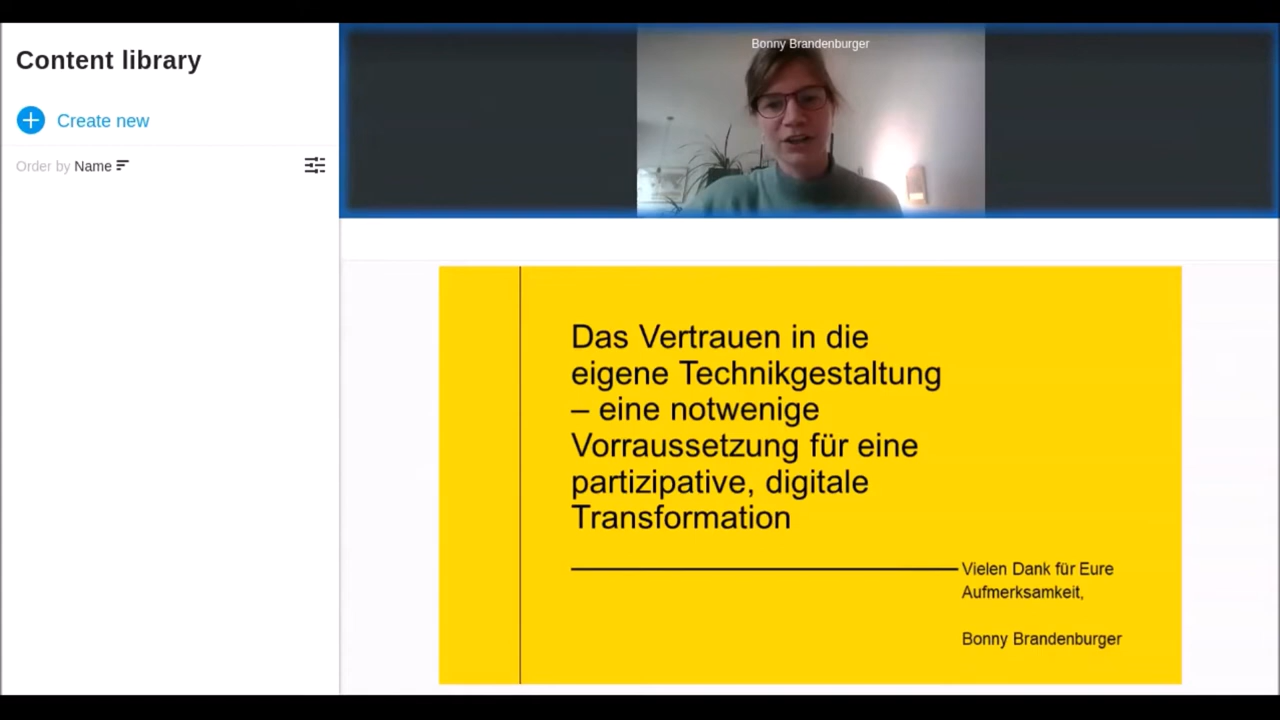 Content library
Create new
Order by Name
Bonny Brandenburger
Das Vertrauen in die
eigene Technikgestaltung
– eine notwenige
Vorraussetzung für eine
partizipative, digitale
Transformation
Vielen Dank für Eure
Aufmerksamkeit,
Bonny Brandenburger